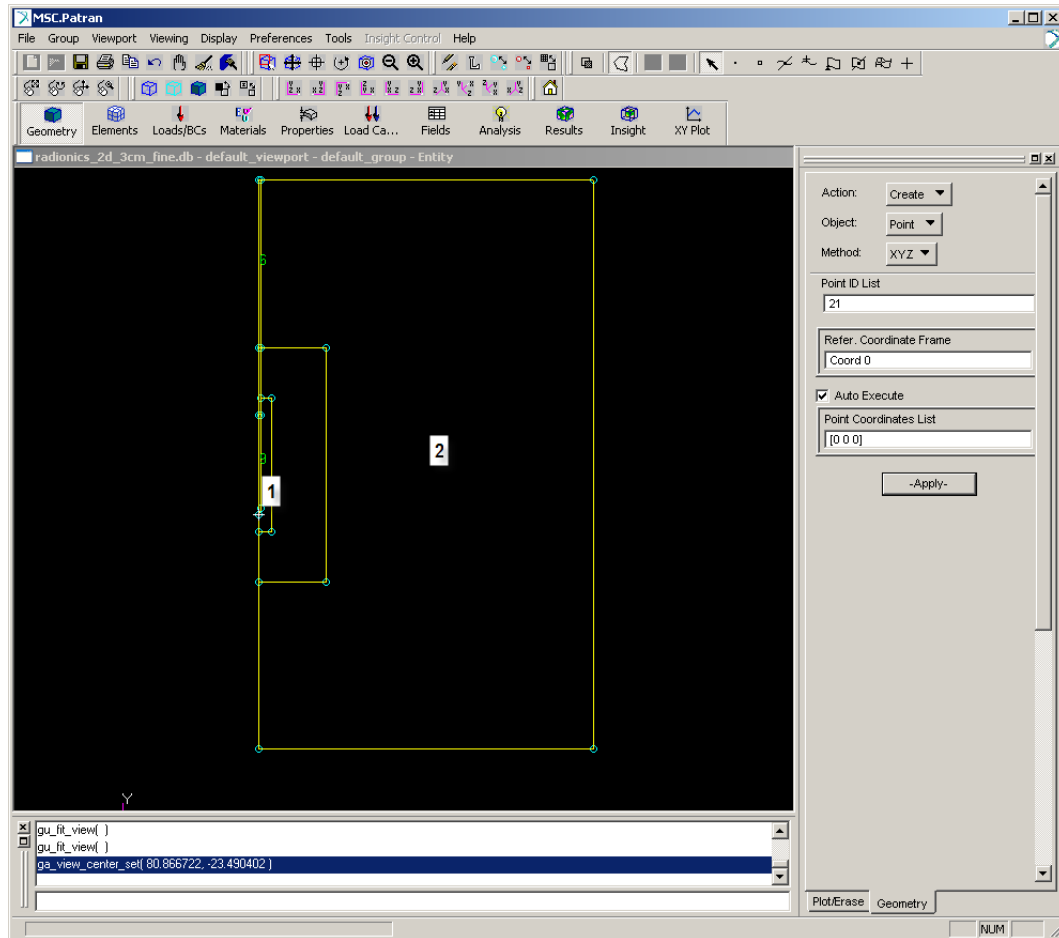 MSC.Patran
File Group Viewport Viewing Display Preferences Tools Insight Control Help
Geometry Elements Loads/BCs Materials Properties Load Ca... Fields Analysis Results Insight XY Plot
radionics_2d_3cm_fine.db - default_viewport - default_group - Entity
Action: Create
Object: Point
Method: XYZ
Point ID List
21
Refer. Coordinate Frame
Coord 0
Auto Execute
Point Coordinates List
[0 0 0]
-Apply-
2
1
Y
gu_fit_view( )
gu_fit_view( )
ga_view_center_set( 80.866722, -23.490402 )
Plot/Erase Geometry
NUM